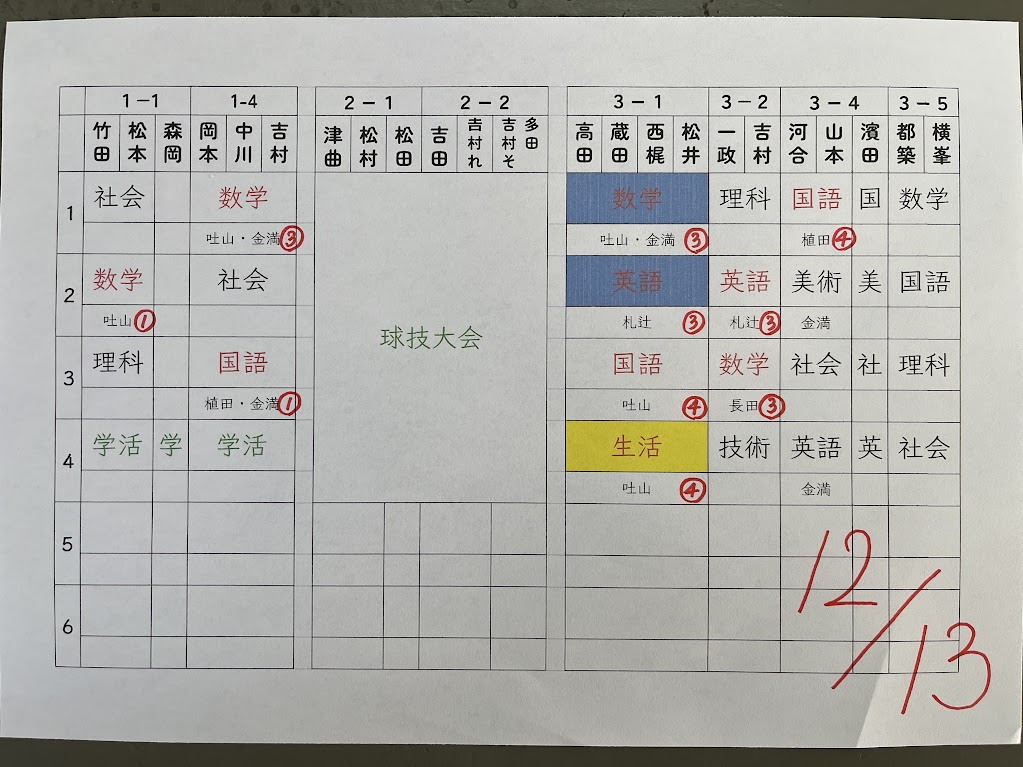 1－1 1-4 2－1 2－2 3－1 3－2 3－4 3－5
竹田 松本 森岡 岡本 中川 吉村 津曲 松村 松田 吉田 吉村れ 吉村そ 多田 高田 蔵田 西梶 松井 一政 吉村 河合 山本 濱田 都築 横峯
1 社会 数学 数学 理科 国語 国 数学
吐山・金満 ③ 吐山・金満 ③ 植田 ④
2 数学 社会 英語 英語 美術 美 国語
吐山 ① 札辻 ③ 札辻 ③ 金満
球技大会
3 理科 国語 国語 数学 社会 社 理科
植田・金満 ① 吐山 ④ 長田 ③
4 学活 学 学活 生活 技術 英語 英 社会
吐山 ④ 金満
5
6
12/13